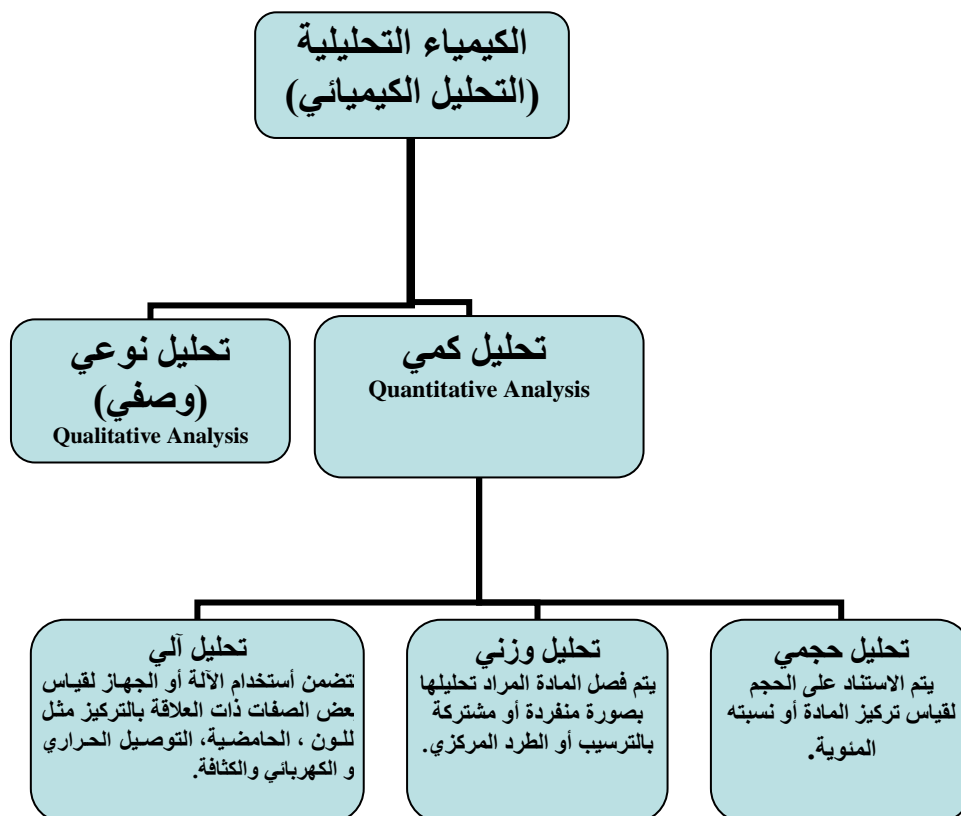 الكيمياء التحليلية
(التحليل الكيميائي)
تحليل كمي
Quantitative Analysis
تحليل نوعي
(وصفي)
Qualitative Analysis
تحليل حجمي
يتم الاستناد على الحجم
لقياس تركيز المادة أو نسبته
المئوية.
تحليل وزني
يتم فصل المادة المراد تحليلها
بصورة منفردة أو مشتركة
بالترسيب أو الطرد المركزي.
تحليل آلي
تتضمن أستخدام الآلة أو الجهاز لقياس
بعض الصفات ذات العلاقة بالتركيز مثل
للون ، الحامضية، التوصيل الحراري
و الكهربائي والكثافة.